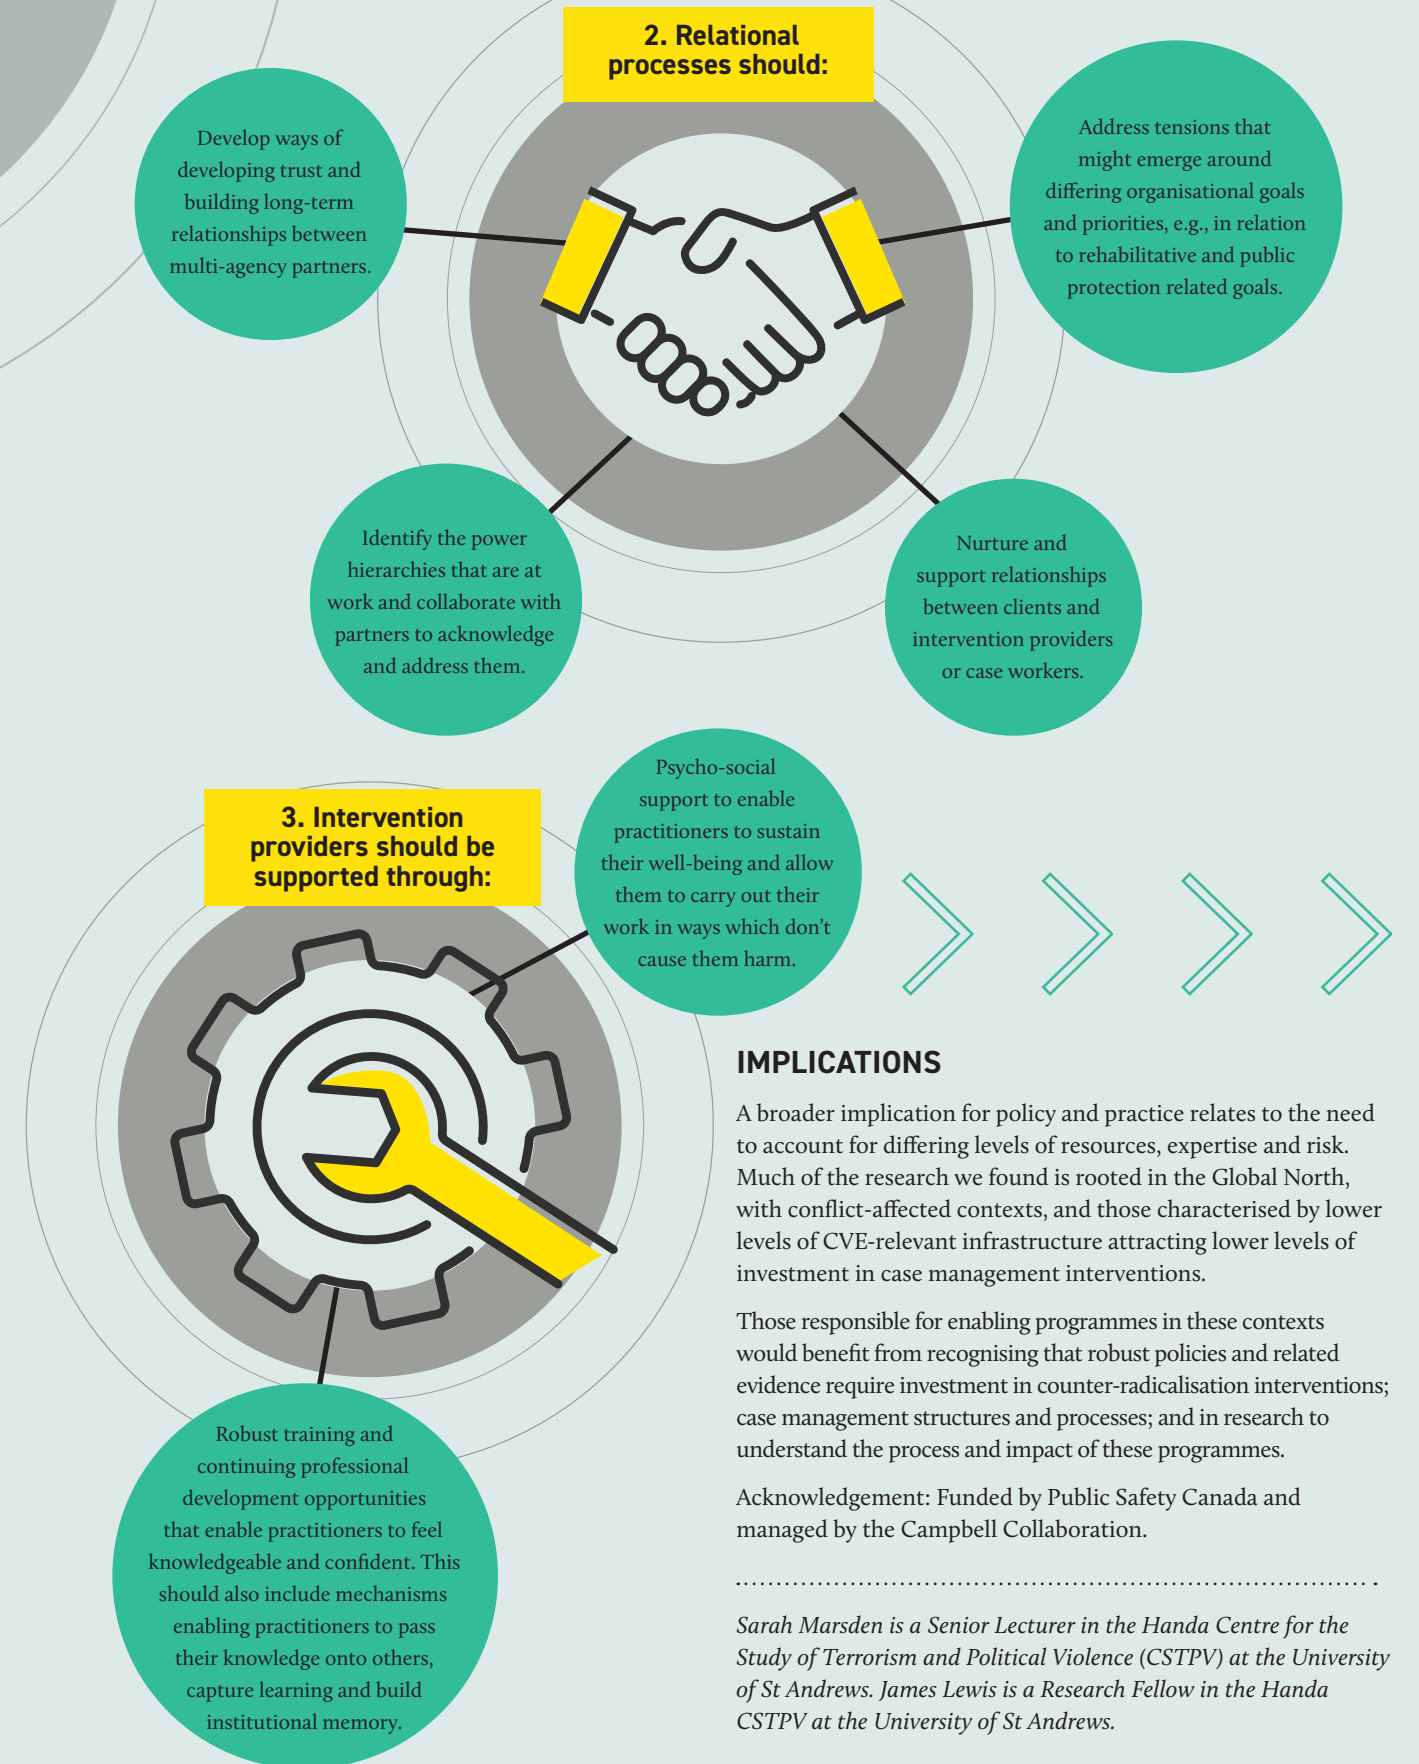 2. Relational
processes should:
Develop ways of
developing trust and
building long-term
relationships between
multi-agency partners.
Address tensions that
might emerge around
differing organisational goals
and priorities, e.g., in relation
to rehabilitative and public
protection related goals.
Identify the power
hierarchies that are at
work and collaborate with
partners to acknowledge
and address them.
Nurture and
support relationships
between clients and
intervention providers
or case workers.
3. Intervention
providers should be
supported through:
Psycho-social
support to enable
practitioners to sustain
their well-being and allow
them to carry out their
work in ways which don't
cause them harm.
Robust training and
continuing professional
development opportunities
that enable practitioners to feel
knowledgeable and confident. This
should also include mechanisms
enabling practitioners to pass
their knowledge onto others,
capture learning and build
institutional memory.
IMPLICATIONS
A broader implication for policy and practice relates to the need
to account for differing levels of resources, expertise and risk.
Much of the research we found is rooted in the Global North,
with conflict-affected contexts, and those characterised by lower
levels of CVE-relevant infrastructure attracting lower levels of
investment in case management interventions.
Those responsible for enabling programmes in these contexts
would benefit from recognising that robust policies and related
evidence require investment in counter-radicalisation interventions;
case management structures and processes; and in research to
understand the process and impact of these programmes.
Acknowledgement: Funded by Public Safety Canada and
managed by the Campbell Collaboration.
Sarah Marsden is a Senior Lecturer in the Handa Centre for the
Study of Terrorism and Political Violence (CSTPV) at the University
of St Andrews. James Lewis is a Research Fellow in the Handa
CSTPV at the University of St Andrews.